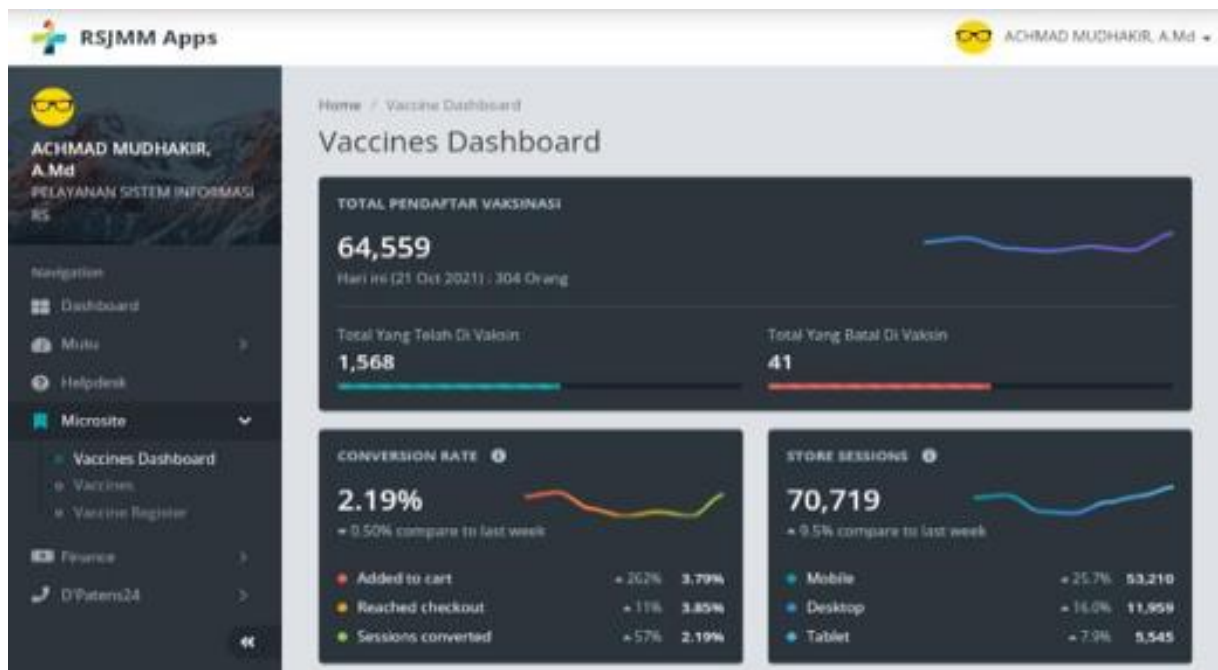 RSJMM Apps
ACHMAD MUDHAKIR, A.Md
ACHMAD MUDHAKIR,
A.Md
PELAYANAN SISTEM INFORMASI
RS
Navigation
Dashboard
Mutu
Helpdesk
Microsite
Vaccines Dashboard
Vaccines
Vaccine Register
Finance
D'Patens24
Home / Vaccine Dashboard
Vaccines Dashboard
TOTAL PENDAFTAR VAKSINASI
64,559
Hari ini (21 Oct 2021) : 304 Orang
Total Yang Telah Di Vaksin
1,568
Total Yang Batal Di Vaksin
41
CONVERSION RATE
2.19%
0.50% compare to last week
Added to cart 262% 3.79%
Reached checkout 11% 3.85%
Sessions converted 57% 2.19%
STORE SESSIONS
70,719
9.5% compare to last week
Mobile 25.7% 53,210
Desktop 16.0% 11,959
Tablet 7.9% 5,545